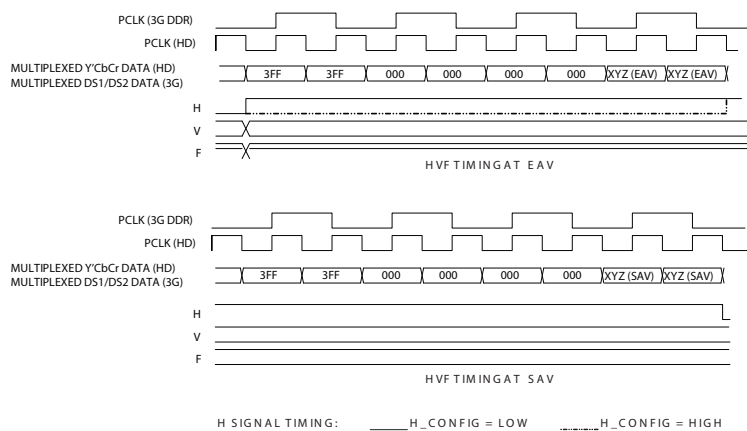 PCLK (3G DDR)
PCLK (HD)
MULTIPLEXED Y'CbCr DATA (HD)
MULTIPLEXED DS1/DS2 DATA (3G)
3FF 3FF 000 000 000 000 XYZ (EAV) XYZ (EAV)
H
V
F
HVF TIMING AT EAV
PCLK (3G DDR)
PCLK (HD)
MULTIPLEXED Y'CbCr DATA (HD)
MULTIPLEXED DS1/DS2 DATA (3G)
3FF 3FF 000 000 000 000 XYZ (SAV) XYZ (SAV)
H
V
F
HVF TIMING AT SAV
H SIGNAL TIMING: H_CONFIG = LOW H_CONFIG = HIGH